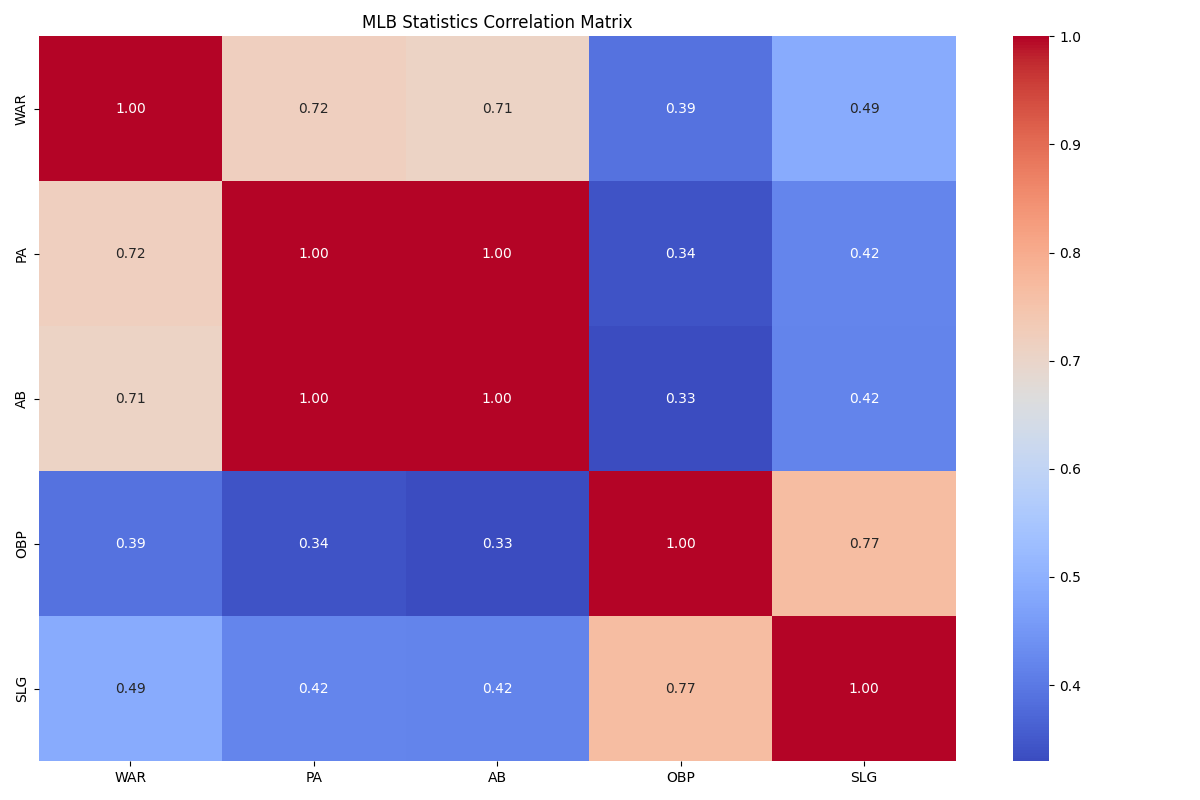 MLB Statistics Correlation Matrix
WAR 1.00 0.72 0.71 0.39 0.49
PA 0.72 1.00 1.00 0.34 0.42
AB 0.71 1.00 1.00 0.33 0.42
OBP 0.39 0.34 0.33 1.00 0.77
SLG 0.49 0.42 0.42 0.77 1.00
WAR PA AB OBP SLG
1.0
0.9
0.8
0.7
0.6
0.5
0.4